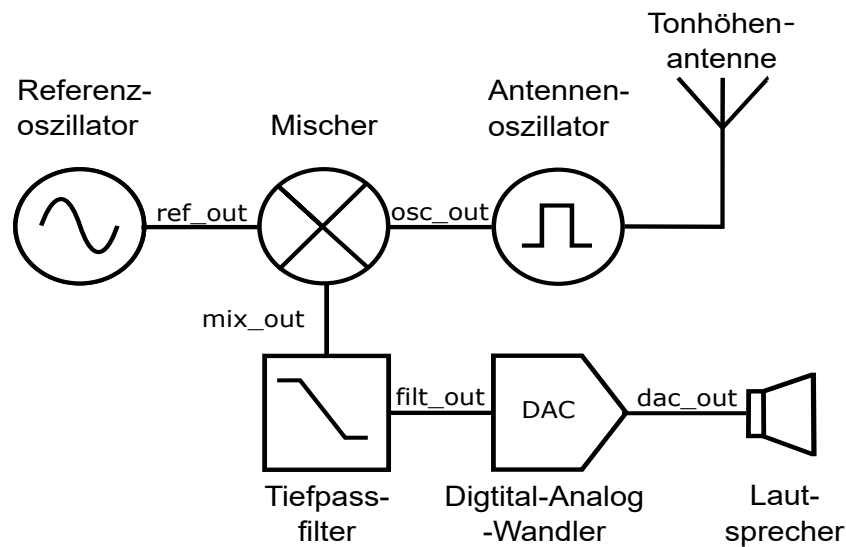 Tonhöhen-
antenne
Referenz-
oszillator
Mischer
Antennen-
oszillator
ref_out
osc_out
mix_out
filt_out
DAC
dac_out
Tiefpass-
filter
Digtital-Analog
-Wandler
Laut-
sprecher